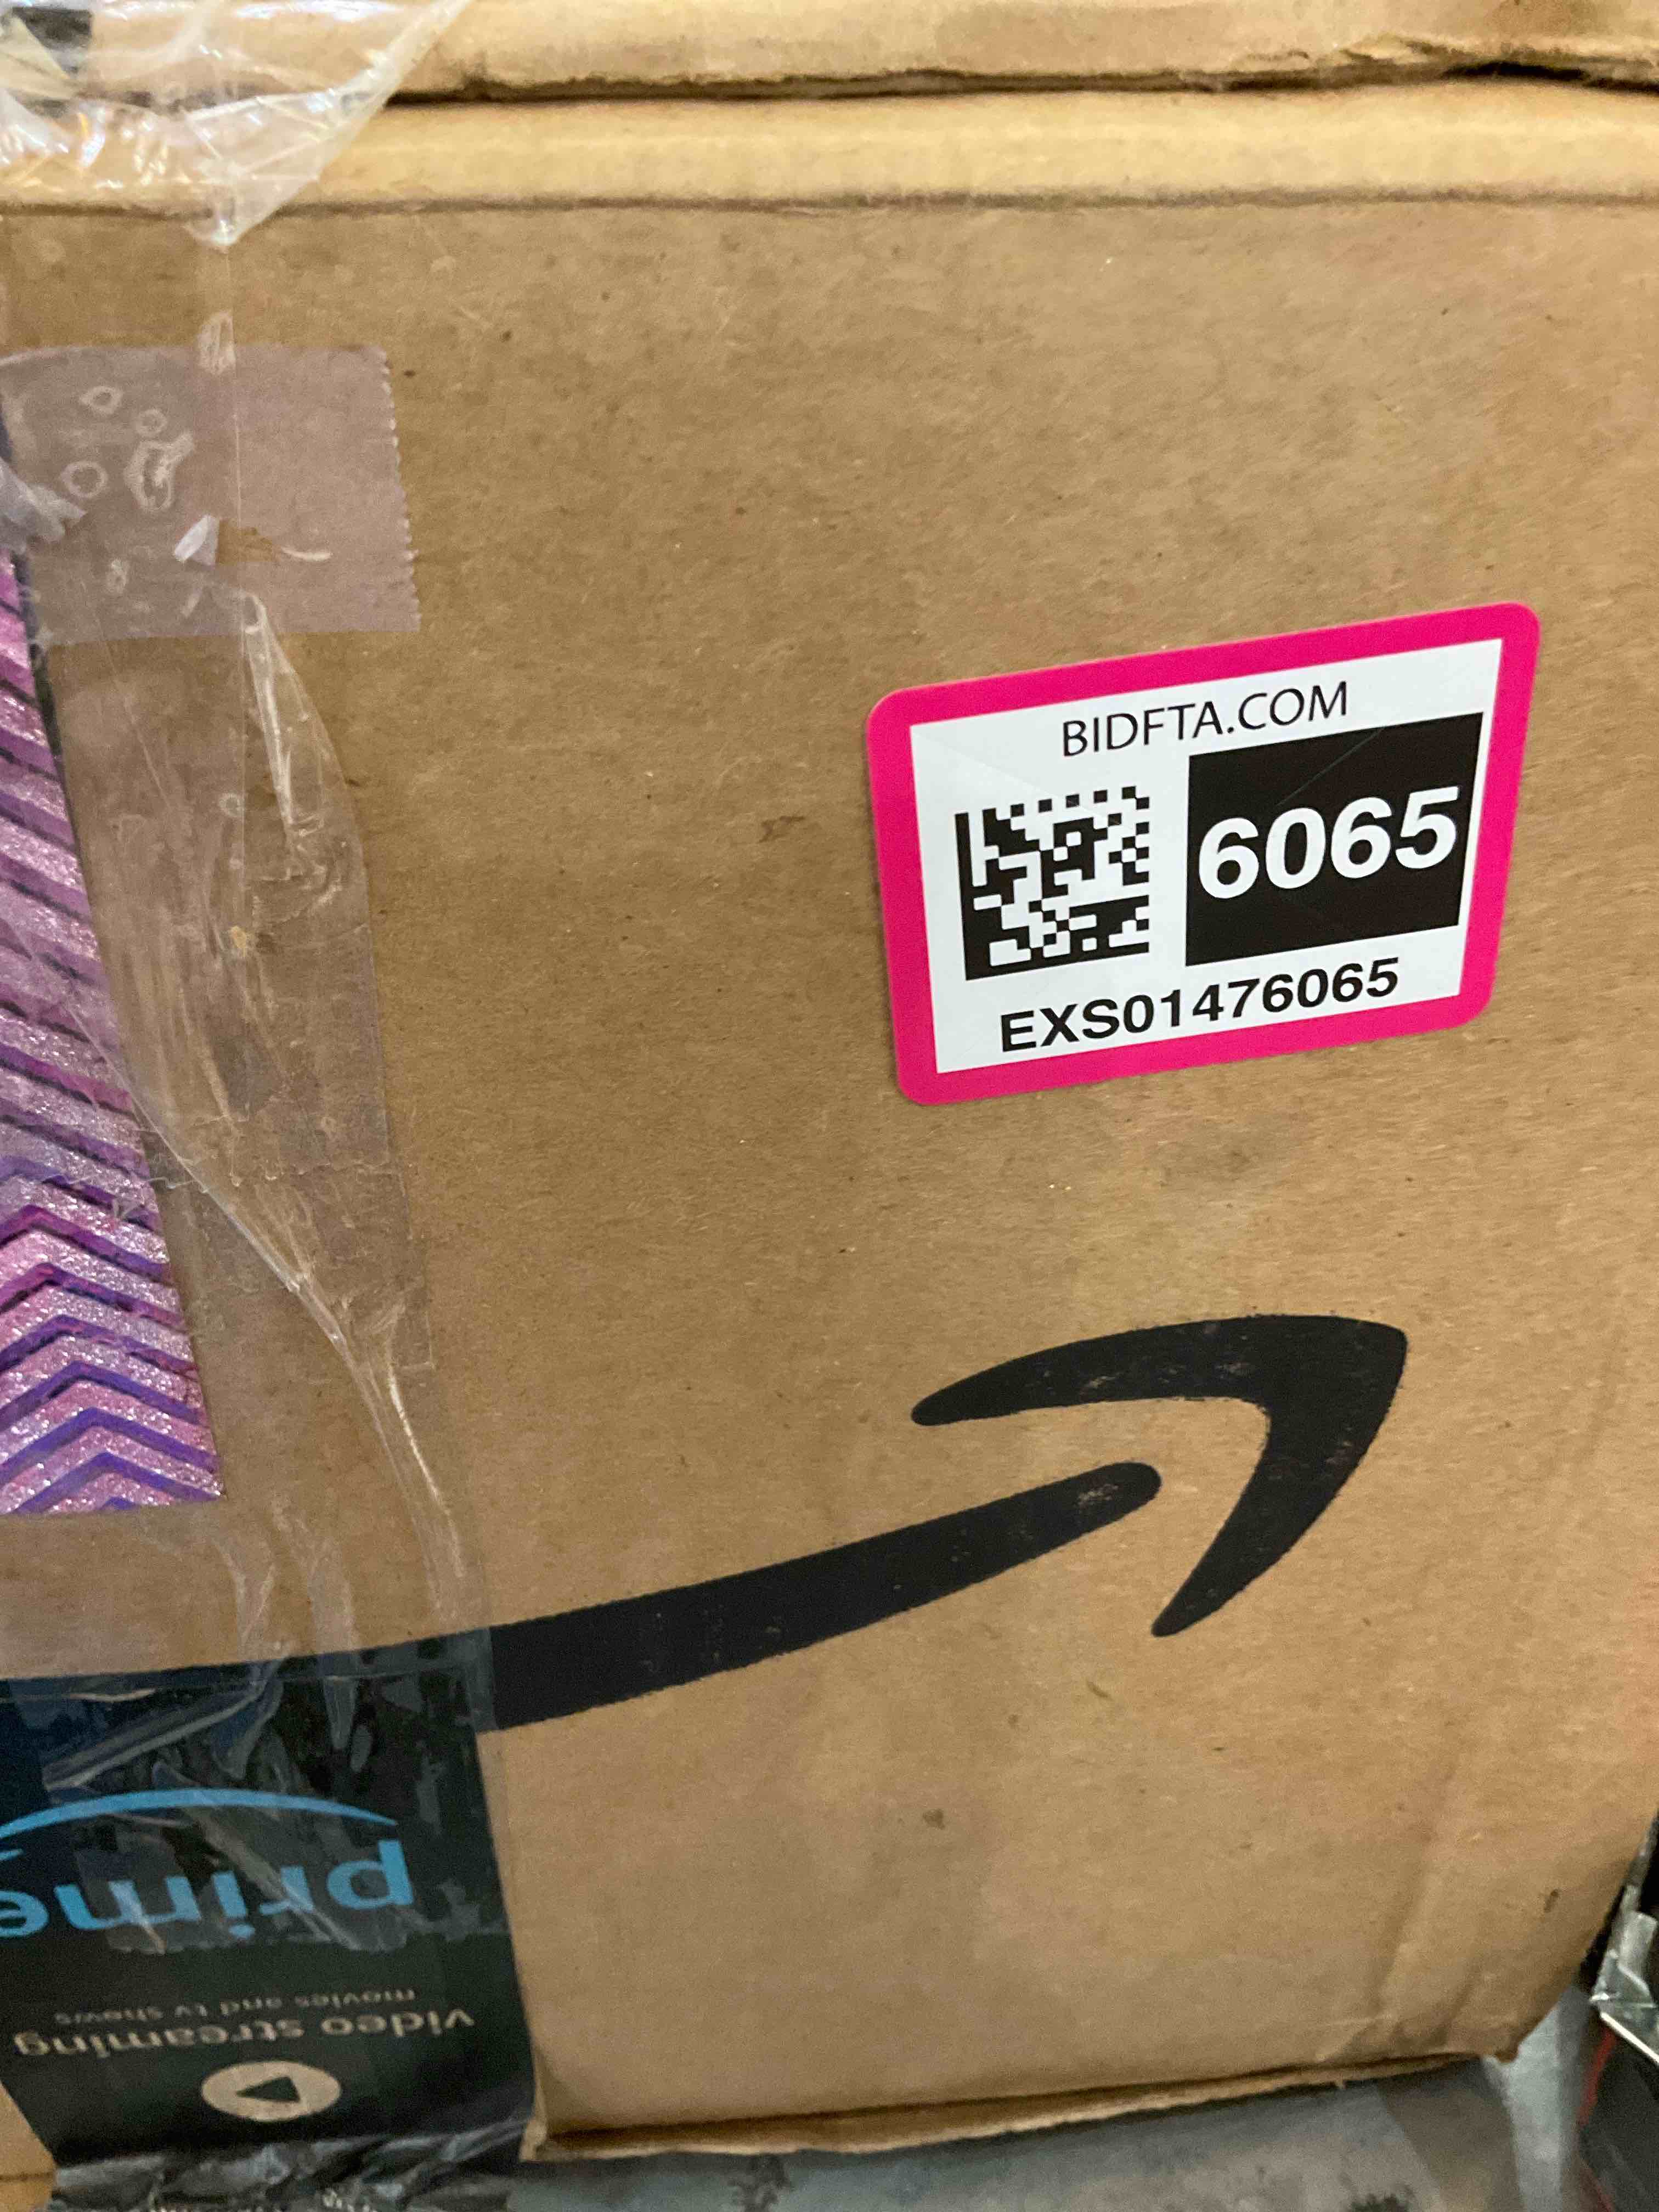 BIDFTA.COM
6065
EXS01476065
prime
video streaming
movies and tv shows